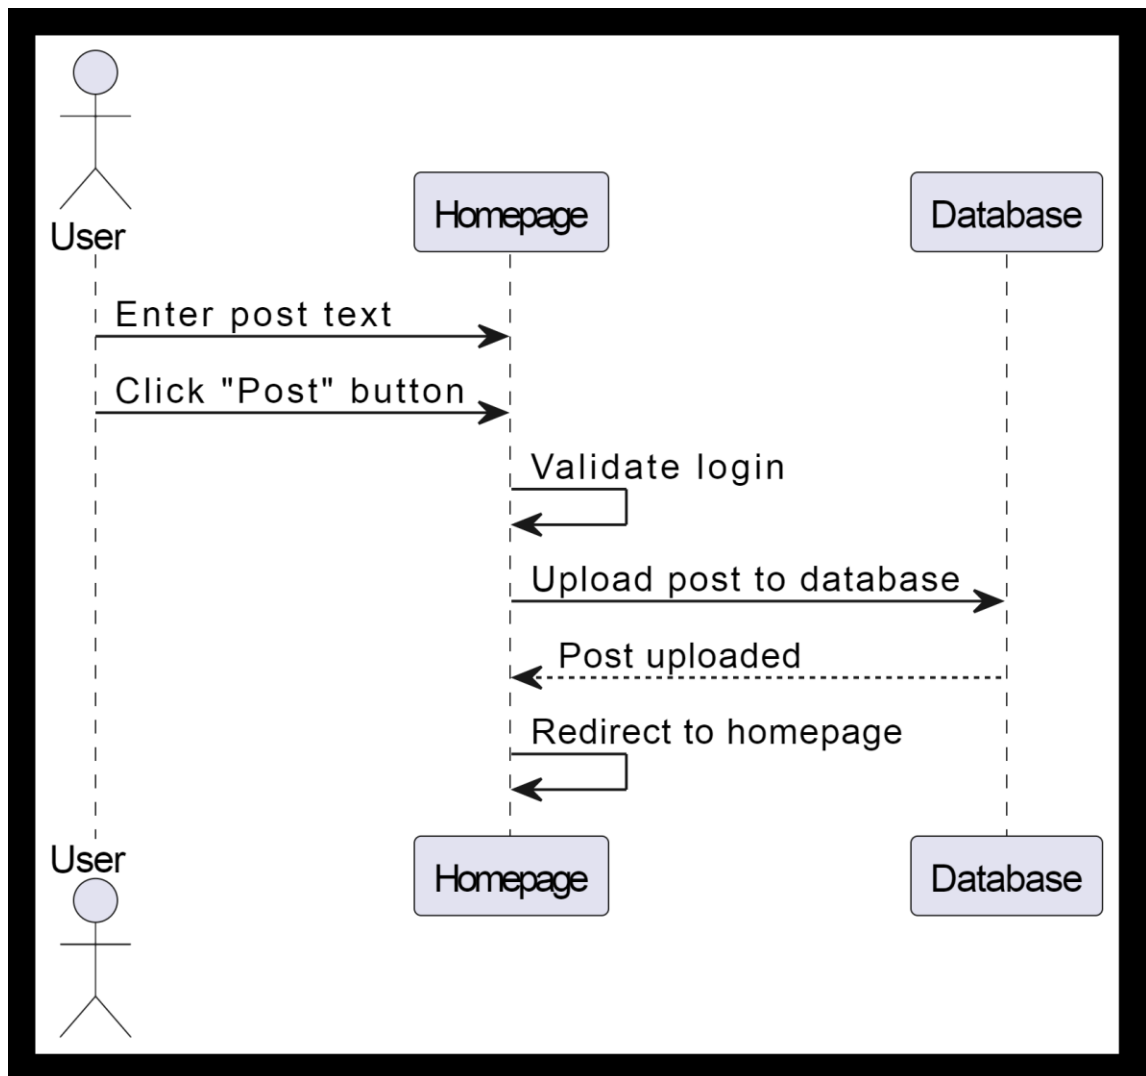 User
Homepage
Database
Enter post text
Click "Post" button
Validate login
Upload post to database
Post uploaded
Redirect to homepage
User
Homepage
Database